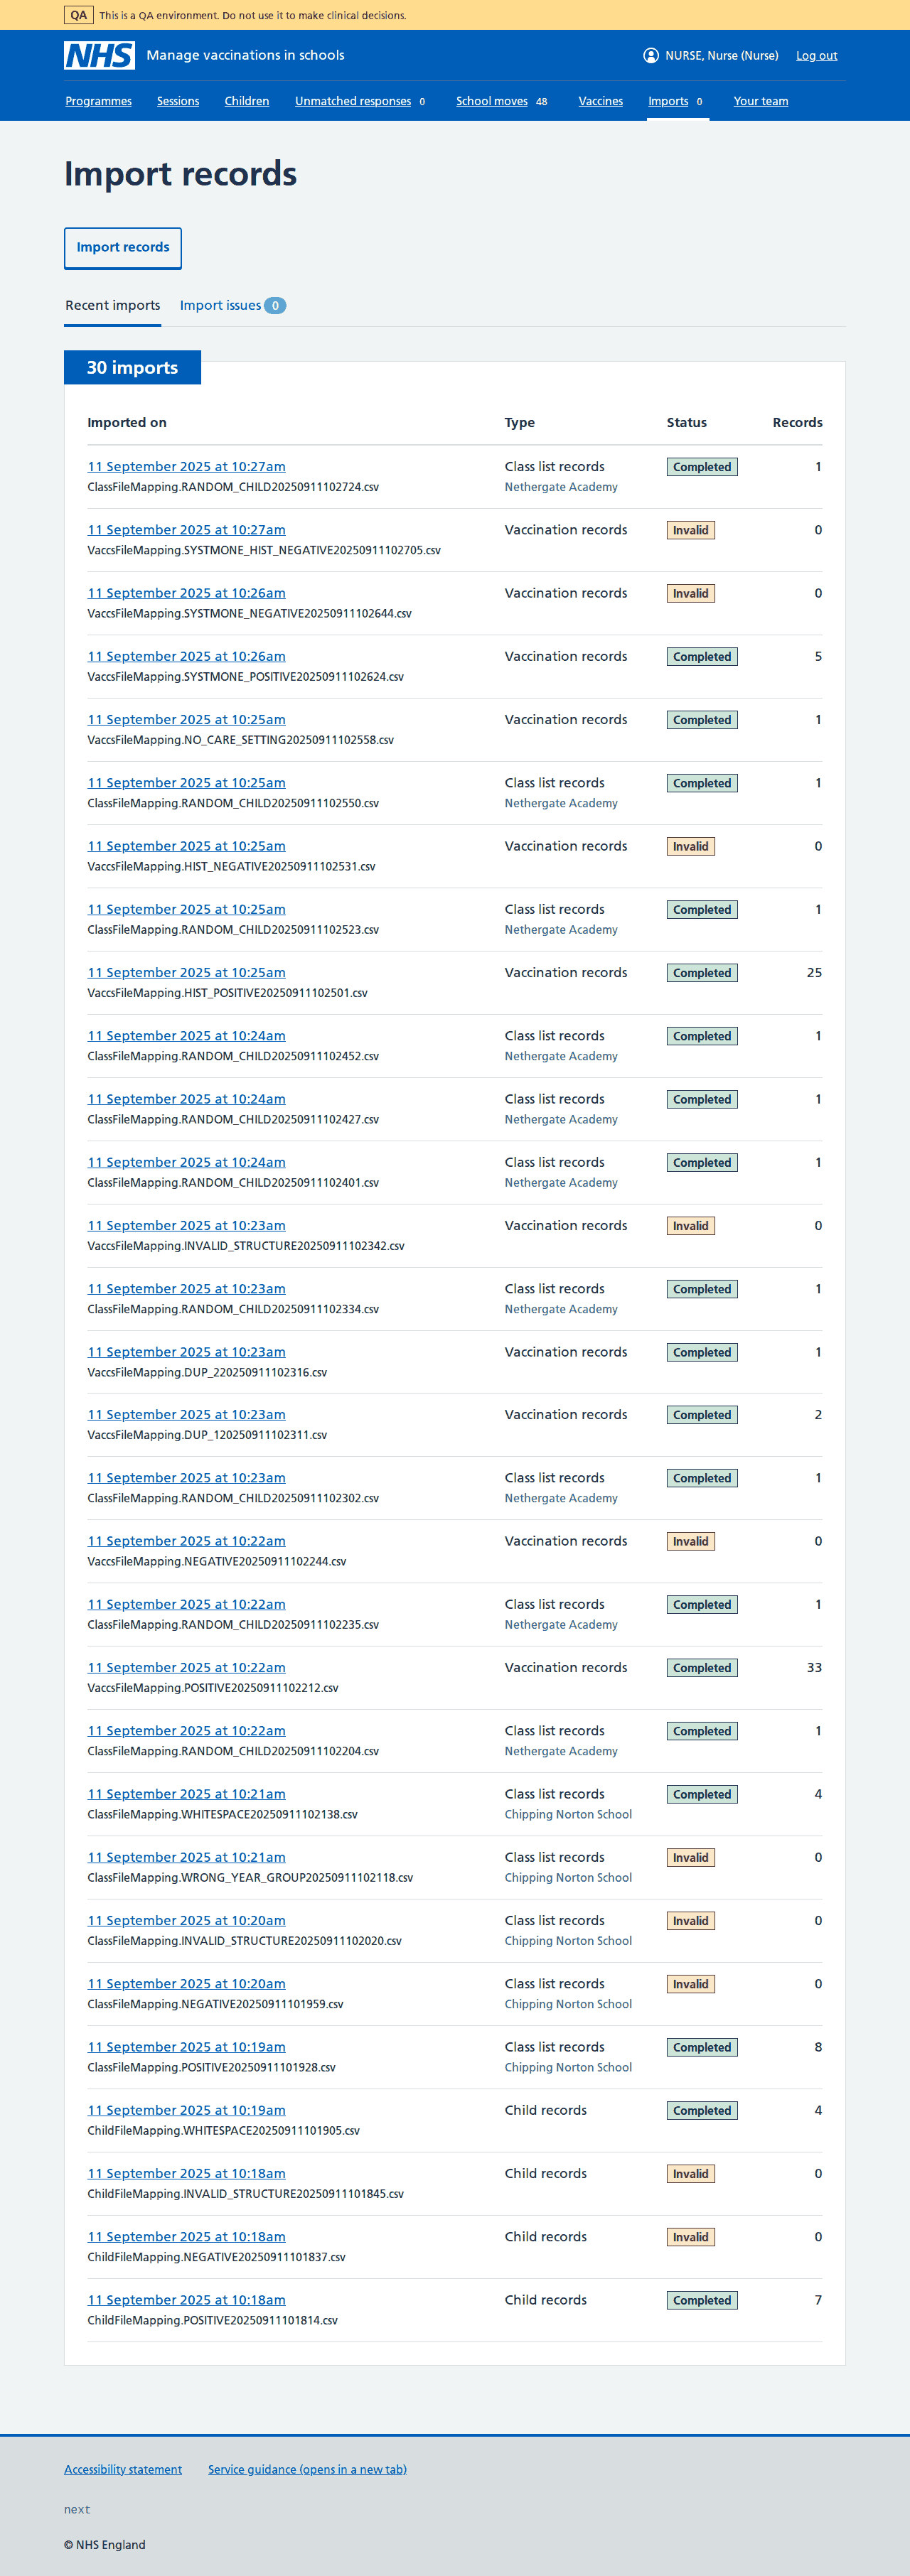 QA This is a QA environment. Do not use it to make clinical decisions.
NHS Manage vaccinations in schools NURSE, Nurse (Nurse) Log out
Programmes Sessions Children Unmatched responses 0 School moves 48 Vaccines Imports 0 Your team
Import records
Import records
Recent imports Import issues 0
30 imports
Imported on Type Status Records
11 September 2025 at 10:27am Class list records Completed 1
ClassFileMapping.RANDOM_CHILD20250911102724.csv Nethergate Academy
11 September 2025 at 10:27am Vaccination records Invalid 0
VaccsFileMapping.SYSTMONE_HIST_NEGATIVE20250911102705.csv
11 September 2025 at 10:26am Vaccination records Invalid 0
VaccsFileMapping.SYSTMONE_NEGATIVE20250911102644.csv
11 September 2025 at 10:26am Vaccination records Completed 5
VaccsFileMapping.SYSTMONE_POSITIVE20250911102624.csv
11 September 2025 at 10:25am Vaccination records Completed 1
VaccsFileMapping.NO_CARE_SETTING20250911102558.csv
11 September 2025 at 10:25am Class list records Completed 1
ClassFileMapping.RANDOM_CHILD20250911102550.csv Nethergate Academy
11 September 2025 at 10:25am Vaccination records Invalid 0
VaccsFileMapping.HIST_NEGATIVE20250911102531.csv
11 September 2025 at 10:25am Class list records Completed 1
ClassFileMapping.RANDOM_CHILD20250911102523.csv Nethergate Academy
11 September 2025 at 10:25am Vaccination records Completed 25
VaccsFileMapping.HIST_POSITIVE20250911102501.csv
11 September 2025 at 10:24am Class list records Completed 1
ClassFileMapping.RANDOM_CHILD20250911102452.csv Nethergate Academy
11 September 2025 at 10:24am Class list records Completed 1
ClassFileMapping.RANDOM_CHILD20250911102427.csv Nethergate Academy
11 September 2025 at 10:24am Class list records Completed 1
ClassFileMapping.RANDOM_CHILD20250911102401.csv Nethergate Academy
11 September 2025 at 10:23am Vaccination records Invalid 0
VaccsFileMapping.INVALID_STRUCTURE20250911102342.csv
11 September 2025 at 10:23am Class list records Completed 1
ClassFileMapping.RANDOM_CHILD20250911102334.csv Nethergate Academy
11 September 2025 at 10:23am Vaccination records Completed 1
VaccsFileMapping.DUP_220250911102316.csv
11 September 2025 at 10:23am Vaccination records Completed 2
VaccsFileMapping.DUP_120250911102311.csv
11 September 2025 at 10:23am Class list records Completed 1
ClassFileMapping.RANDOM_CHILD20250911102302.csv Nethergate Academy
11 September 2025 at 10:22am Vaccination records Invalid 0
VaccsFileMapping.NEGATIVE20250911102244.csv
11 September 2025 at 10:22am Class list records Completed 1
ClassFileMapping.RANDOM_CHILD20250911102235.csv Nethergate Academy
11 September 2025 at 10:22am Vaccination records Completed 33
VaccsFileMapping.POSITIVE20250911102212.csv
11 September 2025 at 10:22am Class list records Completed 1
ClassFileMapping.RANDOM_CHILD20250911102204.csv Nethergate Academy
11 September 2025 at 10:21am Class list records Completed 4
ClassFileMapping.WHITESPACE20250911102138.csv Chipping Norton School
11 September 2025 at 10:21am Class list records Invalid 0
ClassFileMapping.WRONG_YEAR_GROUP20250911102118.csv Chipping Norton School
11 September 2025 at 10:20am Class list records Invalid 0
ClassFileMapping.INVALID_STRUCTURE20250911102020.csv Chipping Norton School
11 September 2025 at 10:20am Class list records Invalid 0
ClassFileMapping.NEGATIVE20250911101959.csv Chipping Norton School
11 September 2025 at 10:19am Class list records Completed 8
ClassFileMapping.POSITIVE20250911101928.csv Chipping Norton School
11 September 2025 at 10:19am Child records Completed 4
ChildFileMapping.WHITESPACE20250911101905.csv
11 September 2025 at 10:18am Child records Invalid 0
ChildFileMapping.INVALID_STRUCTURE20250911101845.csv
11 September 2025 at 10:18am Child records Invalid 0
ChildFileMapping.NEGATIVE20250911101837.csv
11 September 2025 at 10:18am Child records Completed 7
ChildFileMapping.POSITIVE20250911101814.csv
Accessibility statement Service guidance (opens in a new tab)
next
© NHS England